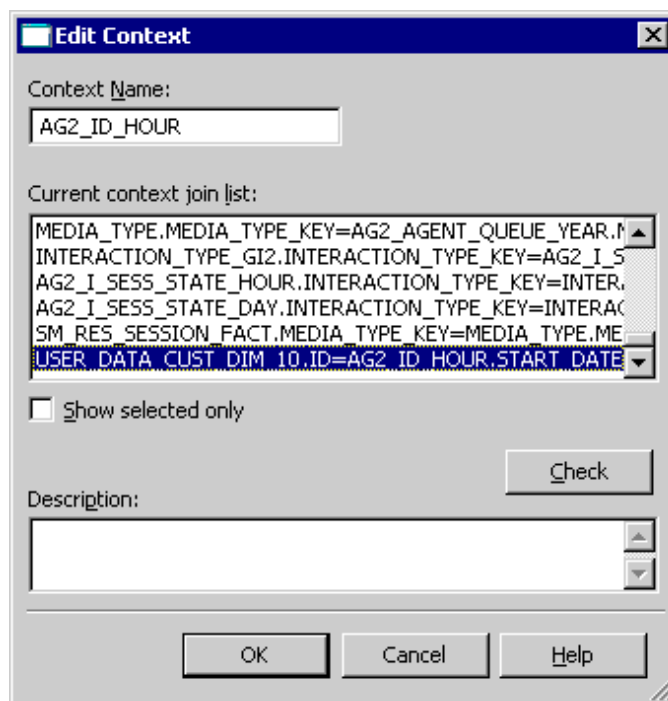 Edit Context
Context Name:
AG2_ID_HOUR
Current context join list:
MEDIA_TYPE.MEDIA_TYPE_KEY=AG2_AGENT_QUEUE_YEAR.
INTERACTION_TYPE_GI2.INTERACTION_TYPE_KEY=AG2_I_S
AG2_I_SESS_STATE_HOUR.INTERACTION_TYPE_KEY=INTER
AG2_I_SESS_STATE_DAY.INTERACTION_TYPE_KEY=INTERAC
SM_RES_SESSION_FACT.MEDIA_TYPE_KEY=MEDIA_TYPE.ME
USER_DATA_CUST_DIM_10.ID=AG2_ID_HOUR.START_DATE
Show selected only
Check
Description:
OK Cancel Help